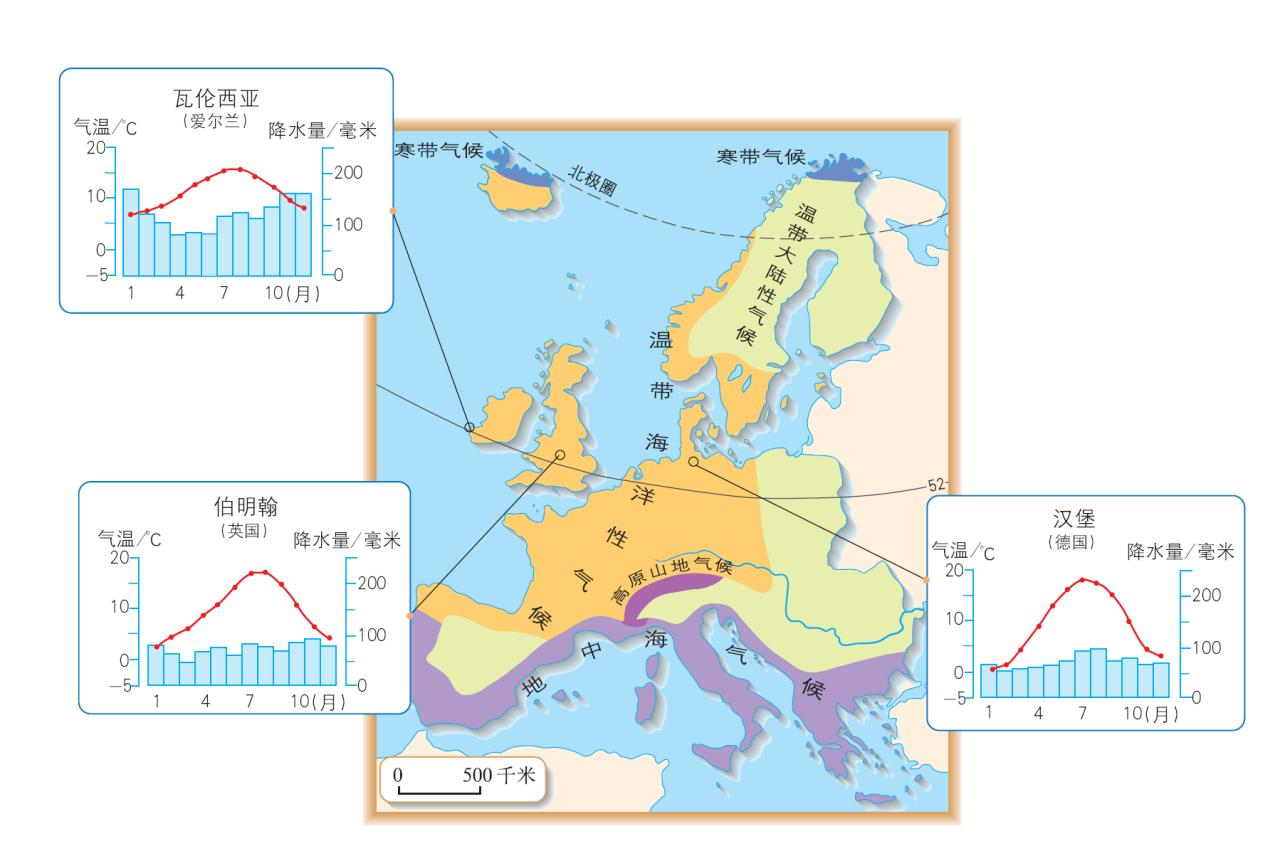 瓦伦西亚
(爱尔兰)
气温/℃
降水量/毫米
20
10
0
−5
200
100
0
1 4 7 10(月)
寒带气候
北极圈
寒带气候
温带大陆性气候
温带海洋性气候
高原山地气候
地中海气候
52
伯明翰
(英国)
气温/℃
降水量/毫米
20
10
0
−5
200
100
0
1 4 7 10(月)
汉堡
(德国)
气温/℃
降水量/毫米
20
10
0
−5
200
100
0
1 4 7 10(月)
0 500 千米